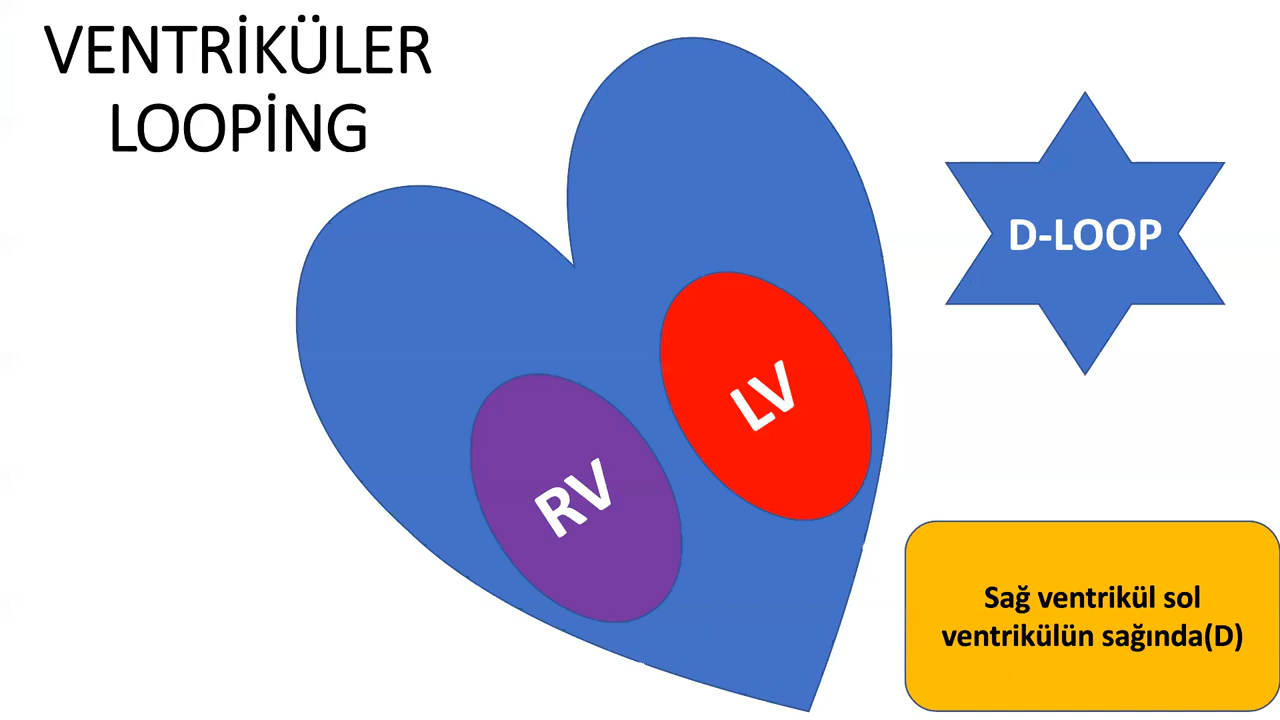 VENTRİKÜLER
LOOPİNG
D-LOOP
LV
RV
Sağ ventrikül sol
ventrikülün sağında(D)